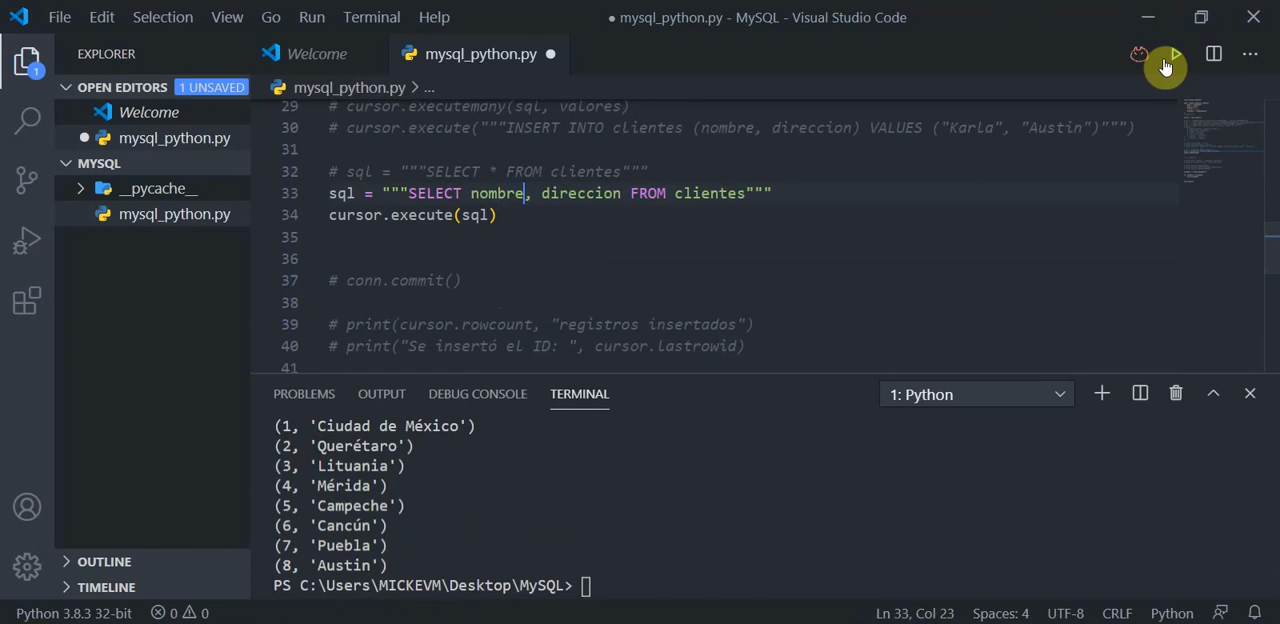 File Edit Selection View Go Run Terminal Help ● mysql_python.py - MySQL - Visual Studio Code
EXPLORER
Welcome
mysql_python.py
OPEN EDITORS 1 UNSAVED
mysql_python.py > ...
Welcome
mysql_python.py
MYSQL
__pycache__
mysql_python.py
OUTLINE
TIMELINE
1
29 # cursor.executemany(sql, valores)
30 # cursor.execute("""INSERT INTO clientes (nombre, direccion) VALUES ("Karla", "Austin")""")
31
32 # sql = """SELECT * FROM clientes"""
33 sql = """SELECT nombre, direccion FROM clientes"""
34 cursor.execute(sql)
35
36
37 # conn.commit()
38
39 # print(cursor.rowcount, "registros insertados")
40 # print("Se insertó el ID: ", cursor.lastrowid)
41
PROBLEMS OUTPUT DEBUG CONSOLE TERMINAL 1: Python
(1, 'Ciudad de México')
(2, 'Querétaro')
(3, 'Lituania')
(4, 'Mérida')
(5, 'Campeche')
(6, 'Cancún')
(7, 'Puebla')
(8, 'Austin')
PS C:\Users\MICKEVM\Desktop\MySQL>
Python 3.8.3 32-bit 0 0 Ln 33, Col 23 Spaces: 4 UTF-8 CRLF Python